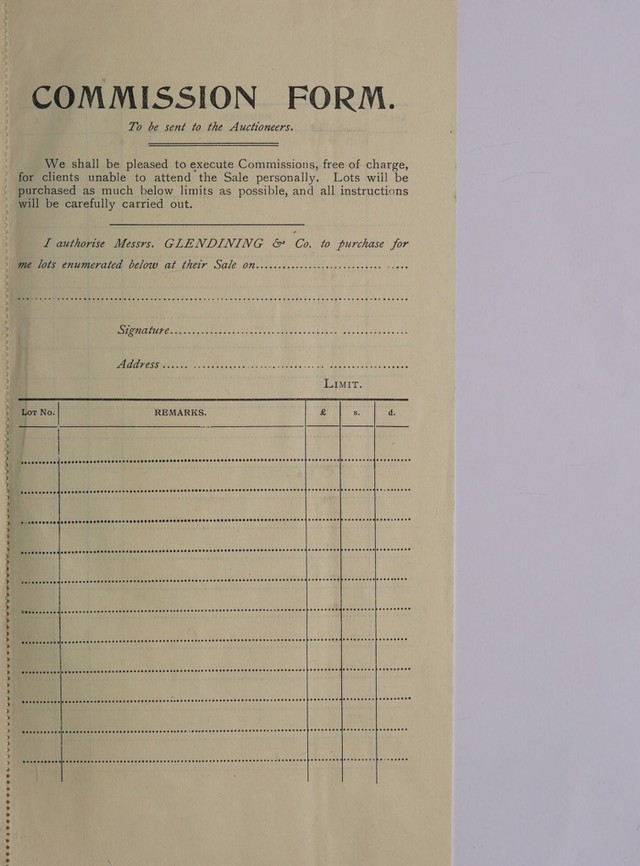 COMMISSION FORM.
To be sent to the Auctioneers.
We shall be pleased to execute Commissions, free of charge,
for clients unable to attend the Sale personally. Lots will be
purchased as much below limits as possible, and all instructions
will be carefully carried out.
I authorise Messrs. GLENDINING & Co. to purchase for
me lots enumerated below at their Sale on
Signature
Address
LIMIT.
LOT NO. REMARKS. £ s. d.